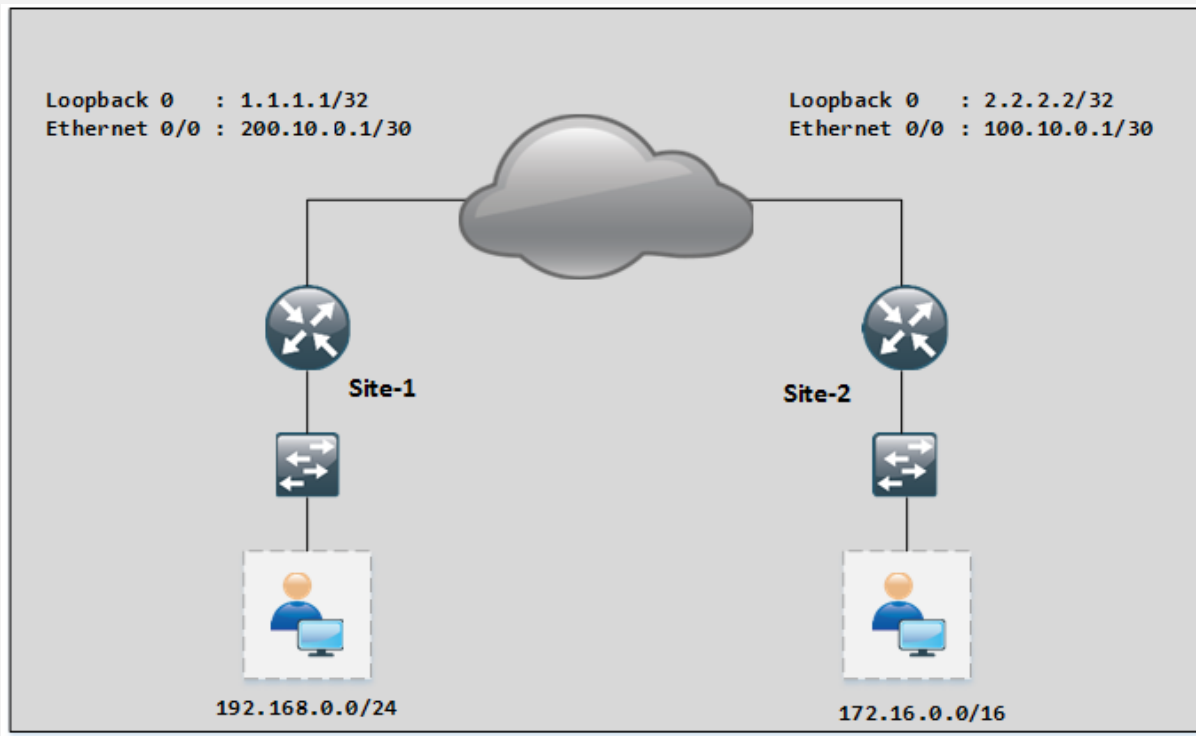 Loopback 0   : 1.1.1.1/32
Ethernet 0/0 : 200.10.0.1/30
Loopback 0   : 2.2.2.2/32
Ethernet 0/0 : 100.10.0.1/30
Site-1
Site-2
192.168.0.0/24
172.16.0.0/16